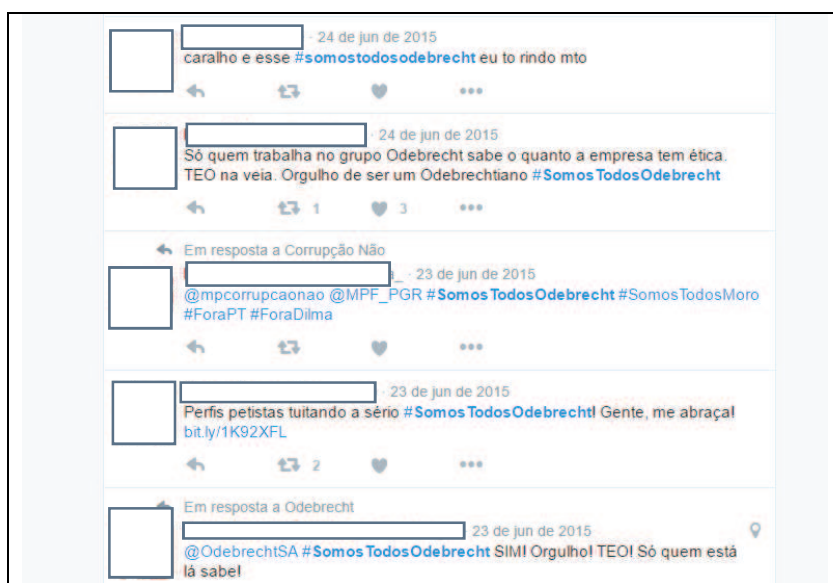 · 24 de jun de 2015
caralho e esse #somostodosodebrecht eu to rindo mto
· 24 de jun de 2015
Só quem trabalha no grupo Odebrecht sabe o quanto a empresa tem ética.
TEO na veia. Orgulho de ser um Odebrechtiano #SomosTodosOdebrecht
1 3
Em resposta a Corrupção Não
· 23 de jun de 2015
@mpcorrupcaonao @MPF_PGR #SomosTodosOdebrecht #SomosTodosMoro
#ForaPT #ForaDilma
· 23 de jun de 2015
Perfis petistas tuitando a sério #SomosTodosOdebrecht! Gente, me abraça!
bit.ly/1K92XFL
2
Em resposta a Odebrecht
23 de jun de 2015
@OdebrechtSA #SomosTodosOdebrecht SIM! Orgulho! TEO! Só quem está
lá sabe!